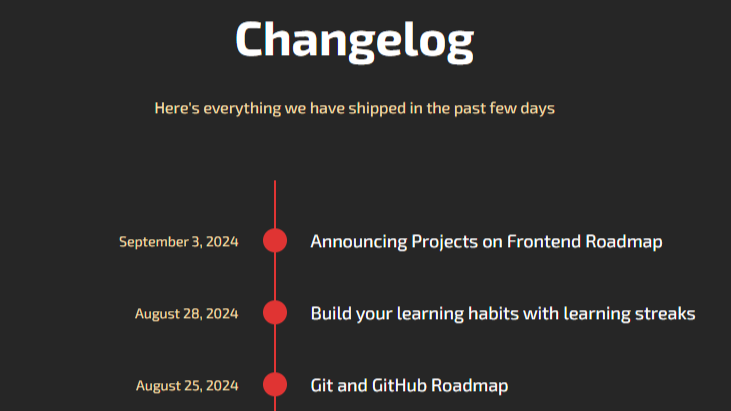 Changelog
Here's everything we have shipped in the past few days
September 3, 2024 Announcing Projects on Frontend Roadmap
August 28, 2024 Build your learning habits with learning streaks
August 25, 2024 Git and GitHub Roadmap